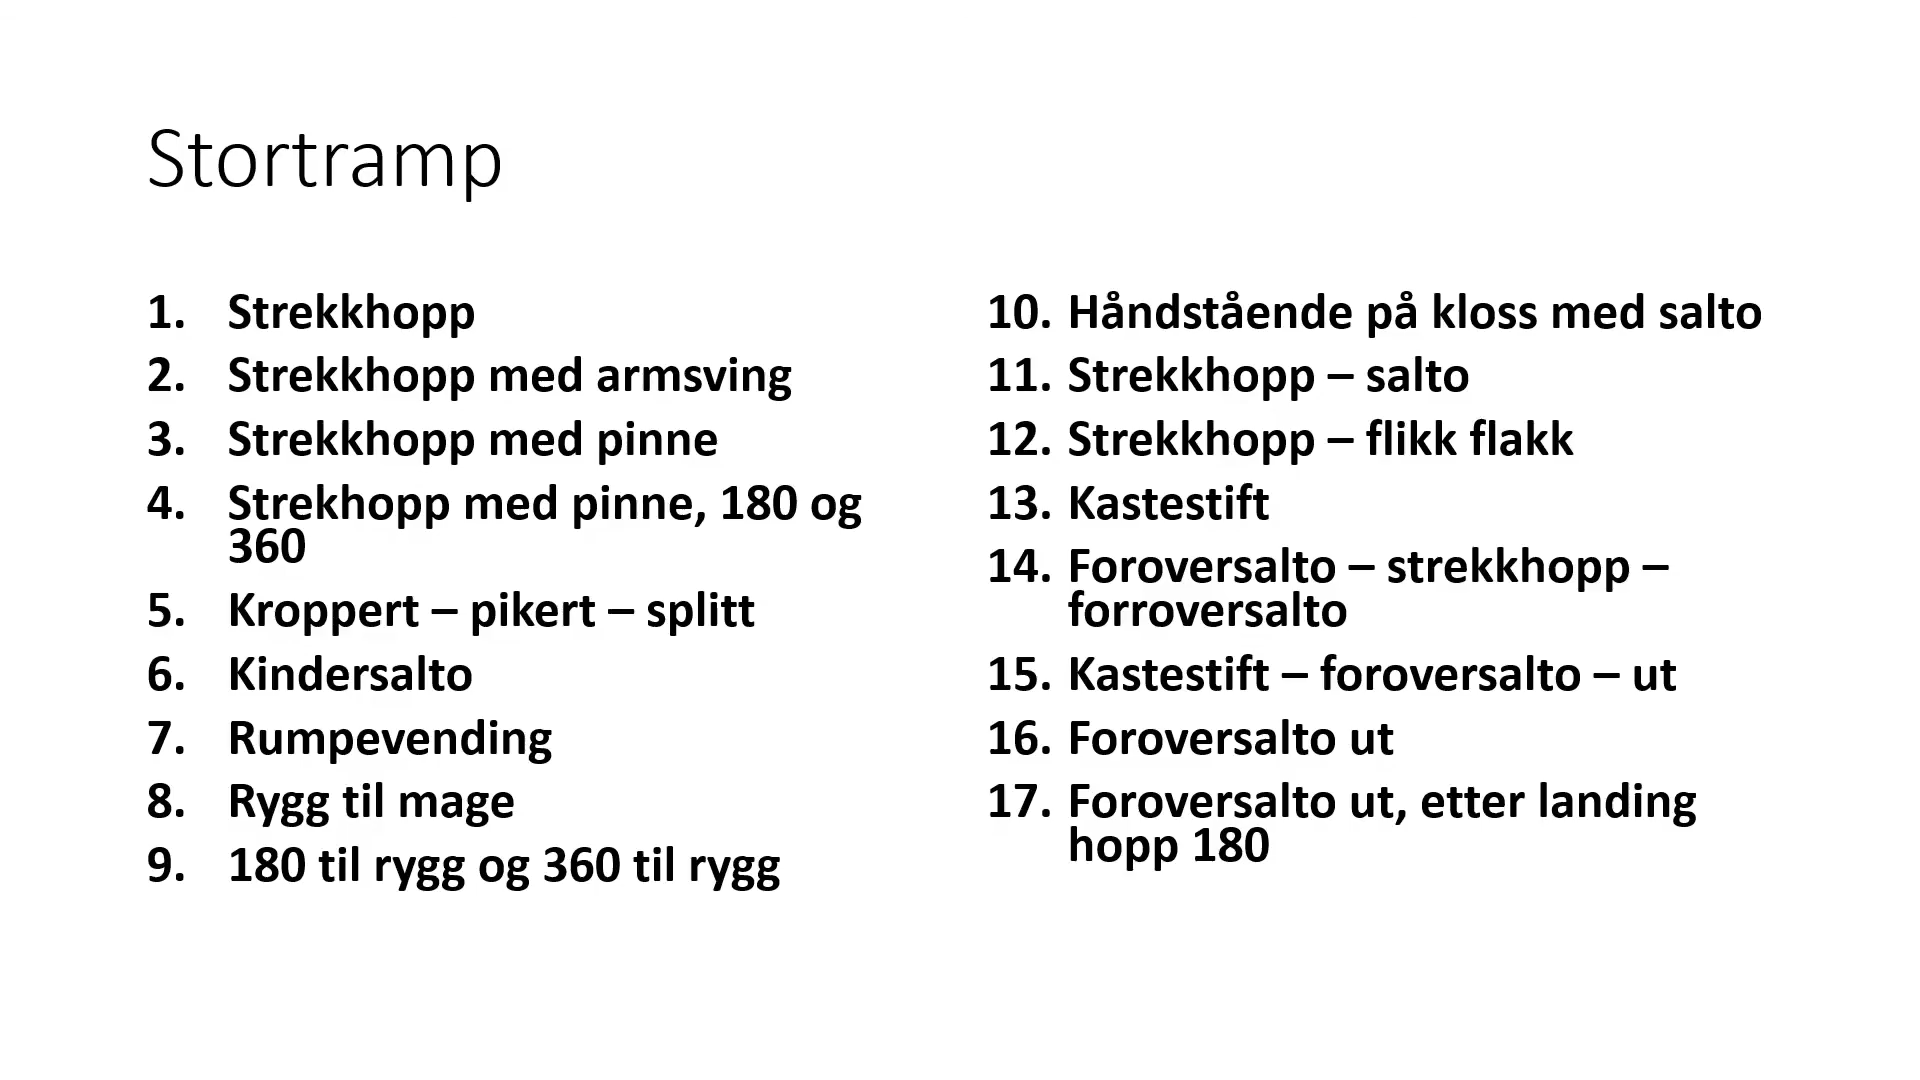 Stortramp
1. Strekkhopp
2. Strekkhopp med armsving
3. Strekkhopp med pinne
4. Strekhopp med pinne, 180 og
360
5. Kroppert – pikert – splitt
6. Kindersalto
7. Rumpevending
8. Rygg til mage
9. 180 til rygg og 360 til rygg
10. Håndstående på kloss med salto
11. Strekkhopp – salto
12. Strekkhopp – flikk flakk
13. Kastestift
14. Foroversalto – strekkhopp –
forroversalto
15. Kastestift – foroversalto – ut
16. Foroversalto ut
17. Foroversalto ut, etter landing
hopp 180